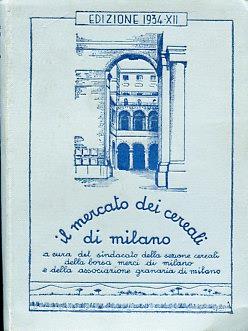 EDIZIONE 1934-XII
il mercato dei cereali
di milano
a cura del sindacato della sezione cereali
della borsa merci di milano
e della associazione granaria di milano